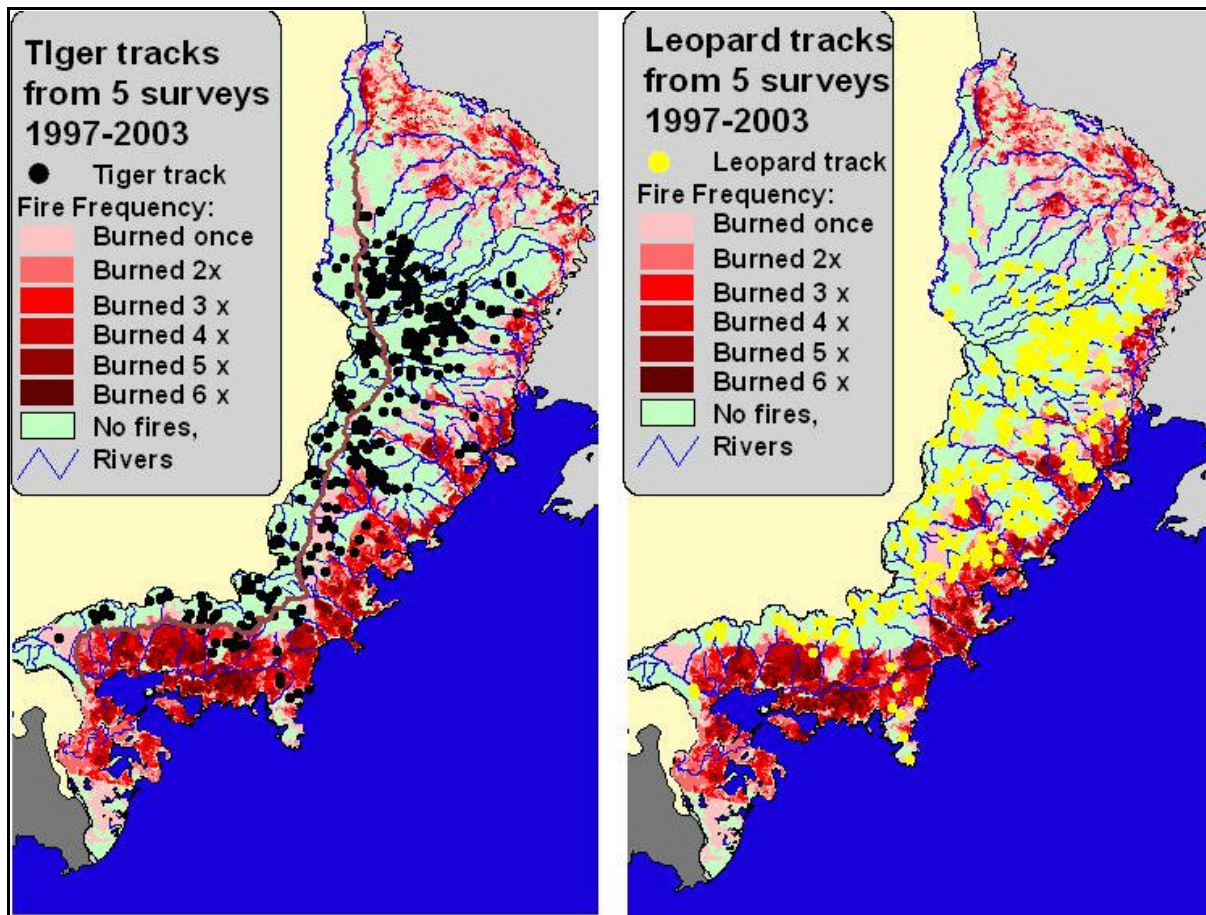 TIger tracks
from 5 surveys
1997-2003
Tiger track
Fire Frequency:
Burned once
Burned 2x
Burned 3 x
Burned 4 x
Burned 5 x
Burned 6 x
No fires,
Rivers
Leopard tracks
from 5 surveys
1997-2003
Leopard track
Fire Frequency:
Burned once
Burned 2x
Burned 3 x
Burned 4 x
Burned 5 x
Burned 6 x
No fires,
Rivers